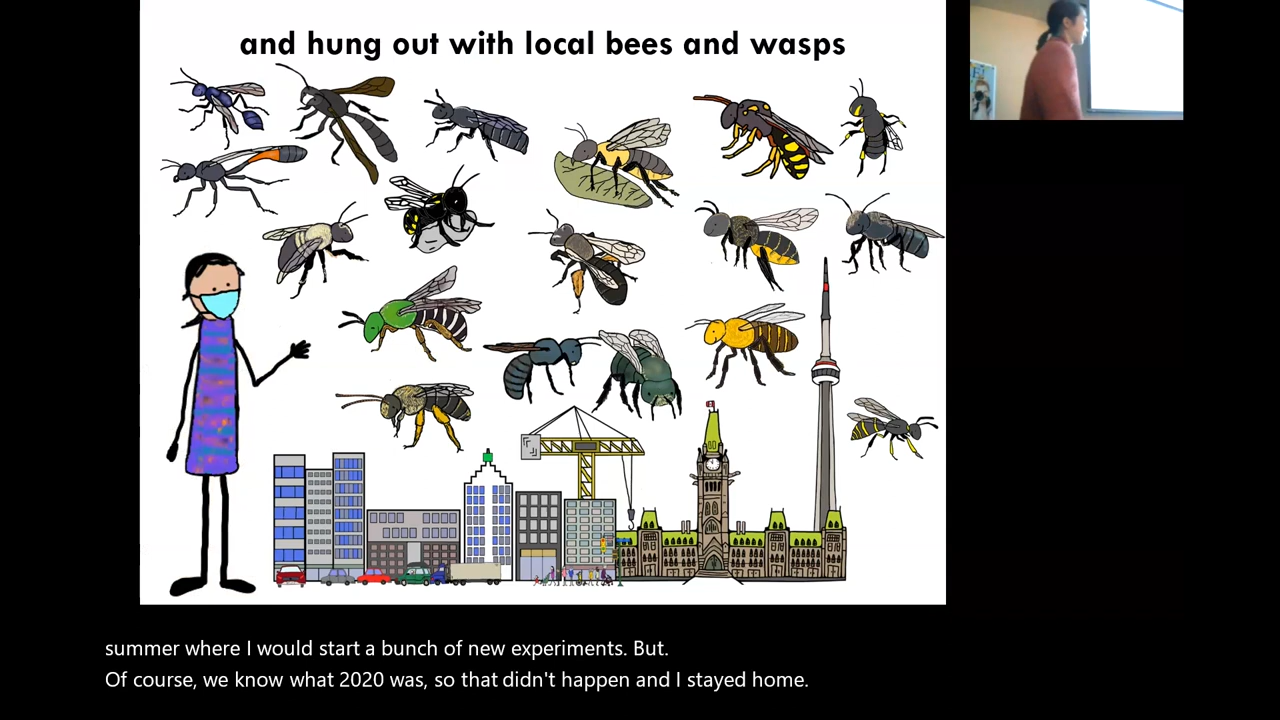 and hung out with local bees and wasps
summer where I would start a bunch of new experiments. But.
Of course, we know what 2020 was, so that didn't happen and I stayed home.